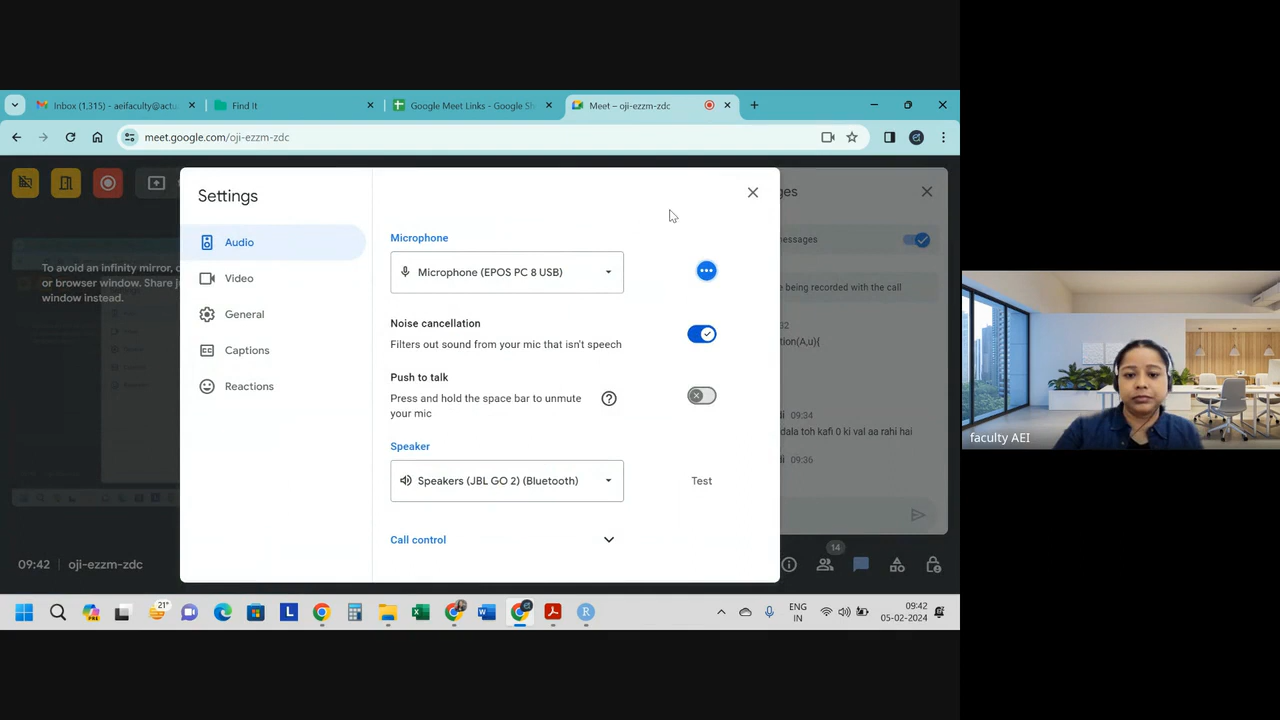 Inbox (1,315) - aeifaculty@actu
Find It
Google Meet Links - Google Sh
Meet – oji-ezzm-zdc
meet.google.com/oji-ezzm-zdc
Settings
Audio
Video
General
Captions
Reactions
Microphone
Microphone (EPOS PC 8 USB)
Noise cancellation
Filters out sound from your mic that isn't speech
Push to talk
Press and hold the space bar to unmute
your mic
Speaker
Speakers (JBL GO 2) (Bluetooth)
Test
Call control
To avoid an infinity mirror,
or browser window. Share
window instead.
ges
essages
e being recorded with the call
32
tion(A,u){
09:34
dala toh kafi 0 ki val aa rahi hai
09:36
14
09:42
oji-ezzm-zdc
faculty AEI
21°
PRE
L
X
W
R
ENG
IN
09:42
05-02-2024